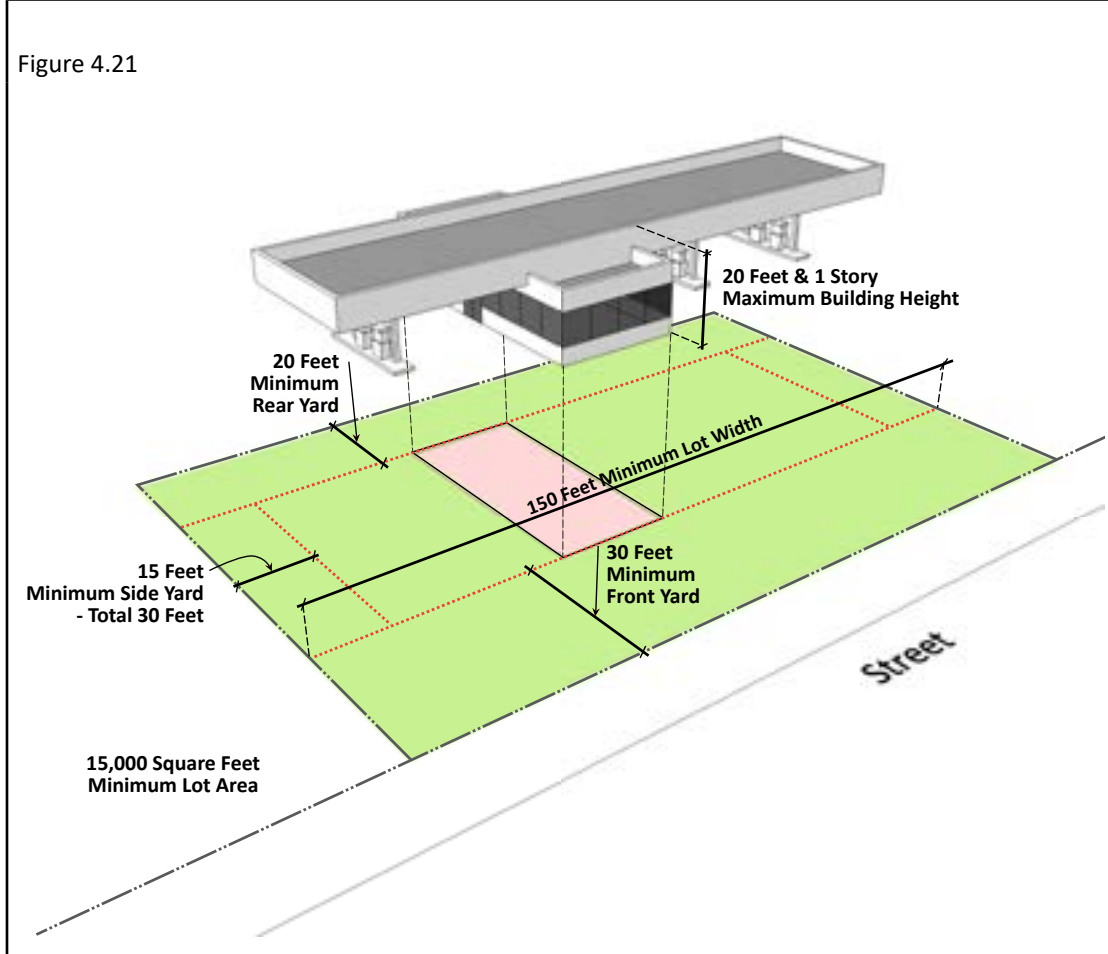 Figure 4.21
20 Feet & 1 Story
Maximum Building Height
20 Feet
Minimum
Rear Yard
150 Feet Minimum Lot Width
15 Feet
Minimum Side Yard
- Total 30 Feet
30 Feet
Minimum
Front Yard
Street
15,000 Square Feet
Minimum Lot Area